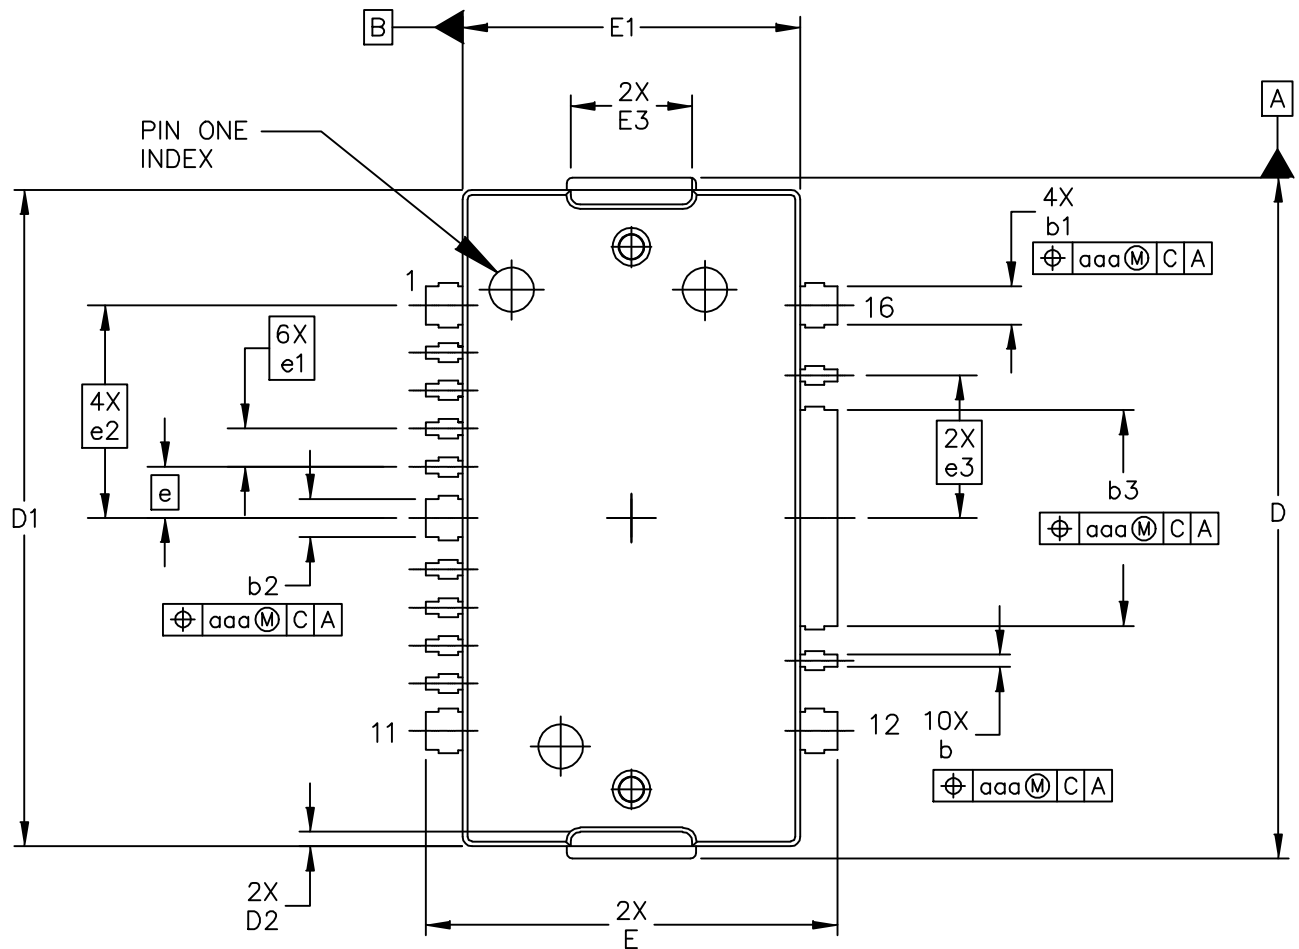 B
E1
2X
E3
A
PIN ONE
INDEX
4X
b1
⌖ aaa Ⓜ C A
1
16
6X
e1
4X
e2
2X
e3
e
b3
⌖ aaa Ⓜ C A
D1
D
b2
⌖ aaa Ⓜ C A
11
12
10X
b
⌖ aaa Ⓜ C A
2X
D2
2X
E